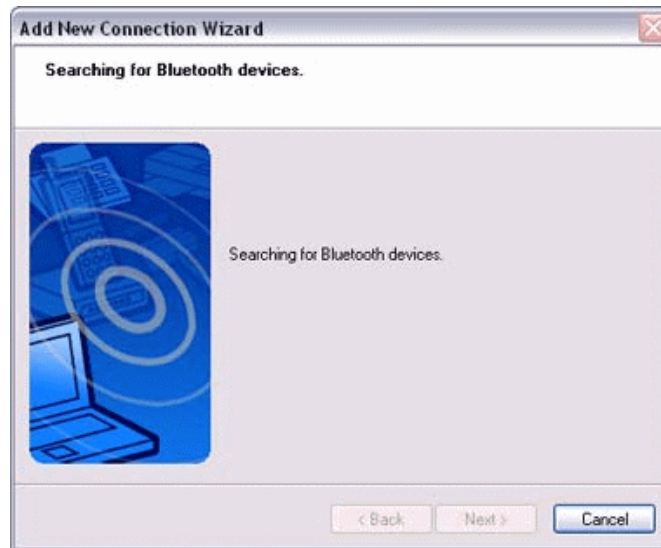 Add New Connection Wizard
Searching for Bluetooth devices.
Searching for Bluetooth devices.
< Back Next > Cancel